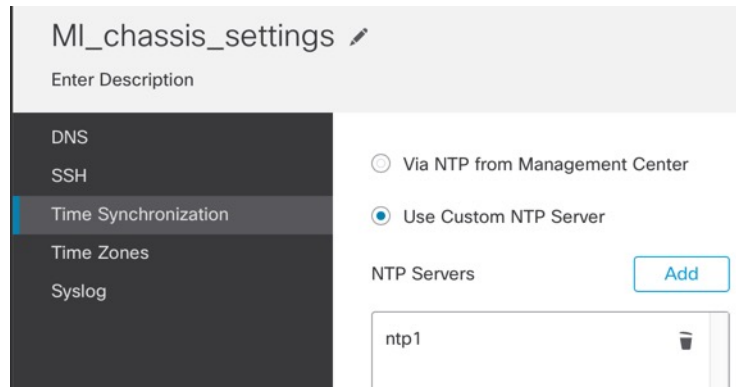 MI_chassis_settings
Enter Description
DNS
SSH
Time Synchronization
Time Zones
Syslog
Via NTP from Management Center
Use Custom NTP Server
NTP Servers
Add
ntp1